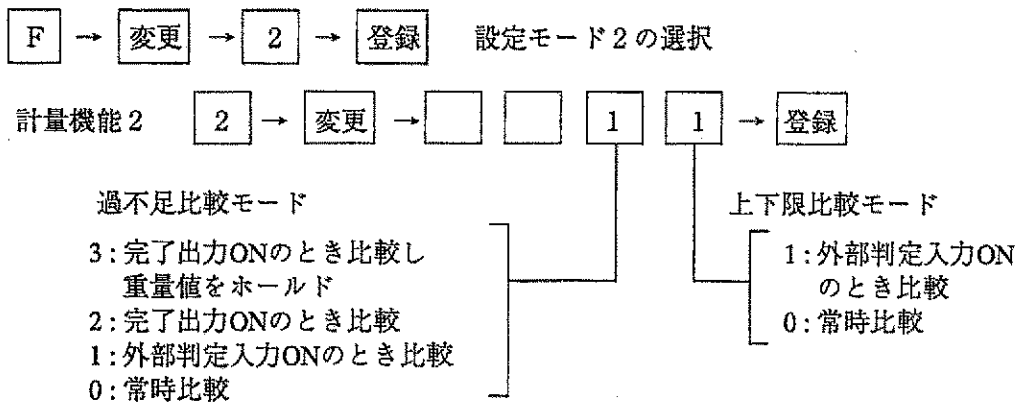 F → 変更 → 2 → 登録 設定モード2の選択
計量機能2 2 → 変更 → 1 1 → 登録
過不足比較モード
3:完了出力ONのとき比較し
重量値をホールド
2:完了出力ONのとき比較
1:外部判定入力ONのとき比較
0:常時比較
上下限比較モード
1:外部判定入力ON
のとき比較
0:常時比較